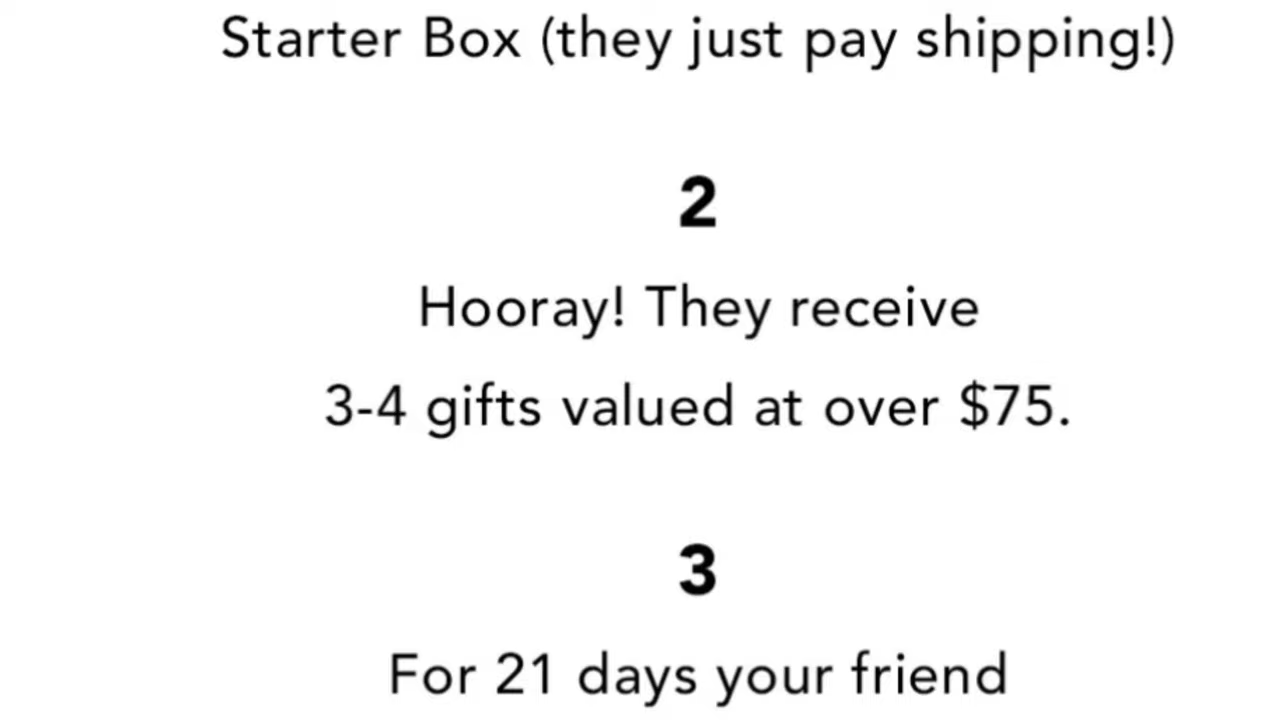 Starter Box (they just pay shipping!)
2
Hooray! They receive
3-4 gifts valued at over $75.
3
For 21 days your friend